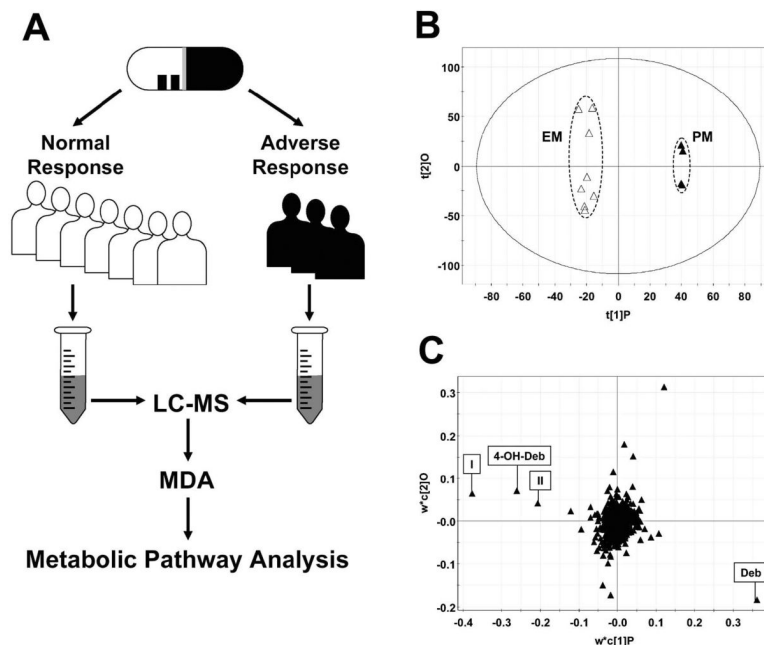 A
Normal
Response
Adverse
Response
LC-MS
MDA
Metabolic Pathway Analysis
B
t[2]O
100
50
0
-50
-100
EM
PM
-80 -60 -40 -20 0 20 40 60 80
t[1]P
C
w*c[2]O
0.3
0.2
0.1
-0.0
-0.1
-0.2
I
4-OH-Deb
II
Deb
-0.4 -0.3 -0.2 -0.1 -0.0 0.1 0.2 0.3
w*c[1]P